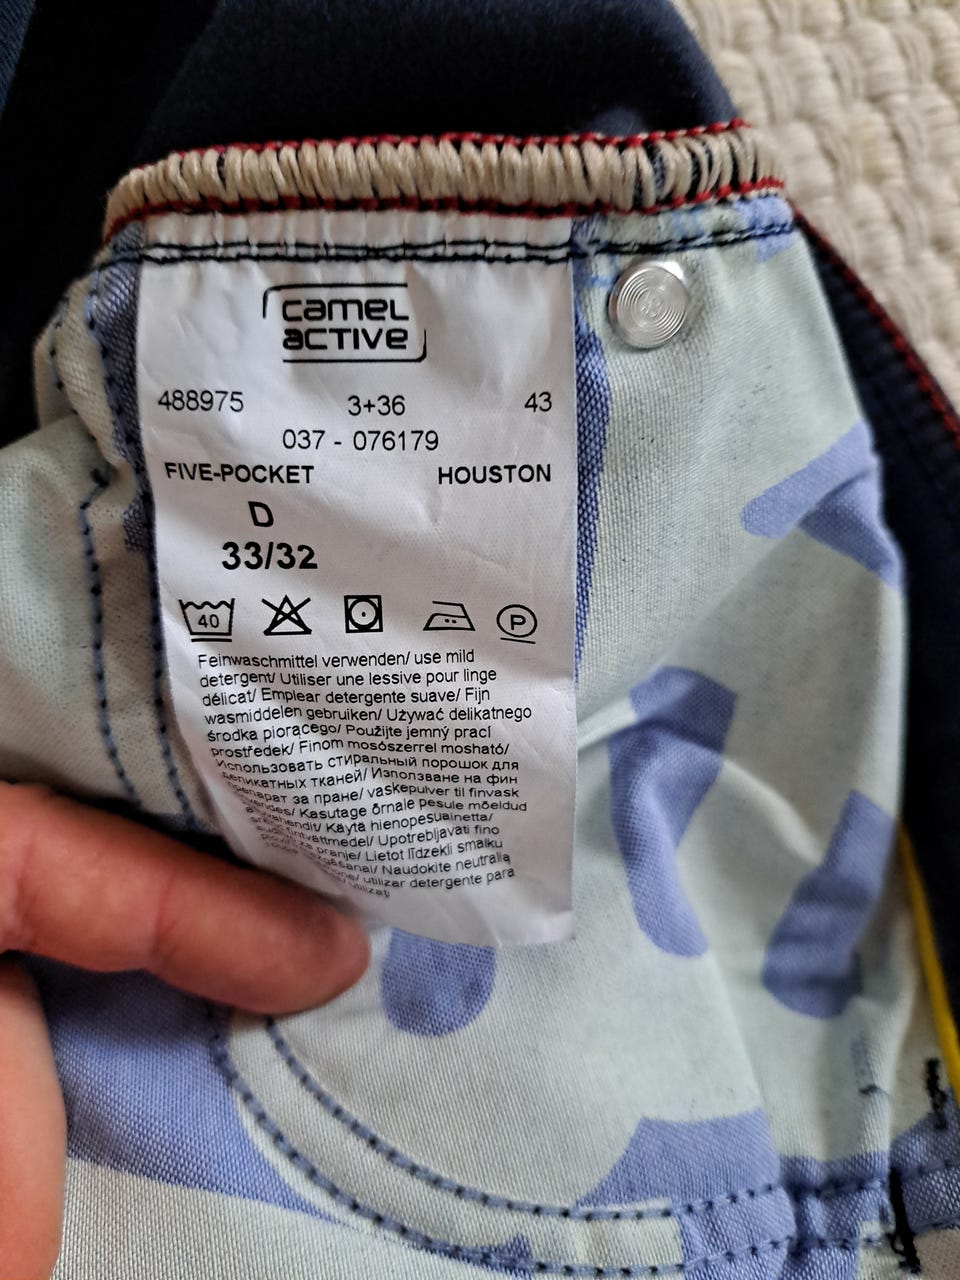 camel
active
488975 3+36 43
037 - 076179
FIVE-POCKET HOUSTON
D
33/32
40 P
Feinwaschmittel verwenden/ use mild
detergent/ Utiliser une lessive pour linge
délicat/ Emplear detergente suave/ Fijn
wasmiddelen gebruiken/ Używać delikatnego
środka piorącego/ Použijte jemný prací
prostředek/ Finom mosószerrel mosható/
Использовать стиральный порошок для
деликатных тканей/ Използване на фин
препарат за пране/ vaskepulver til finvask
Kasutage õrnale pesule mõeldud
Käytä hienopesuainetta/
fintvättmedel/ Upotrebljavati fino
za pranje/ Lietot līdzekli smalku
Naudokite neutralią
utilizar detergente para